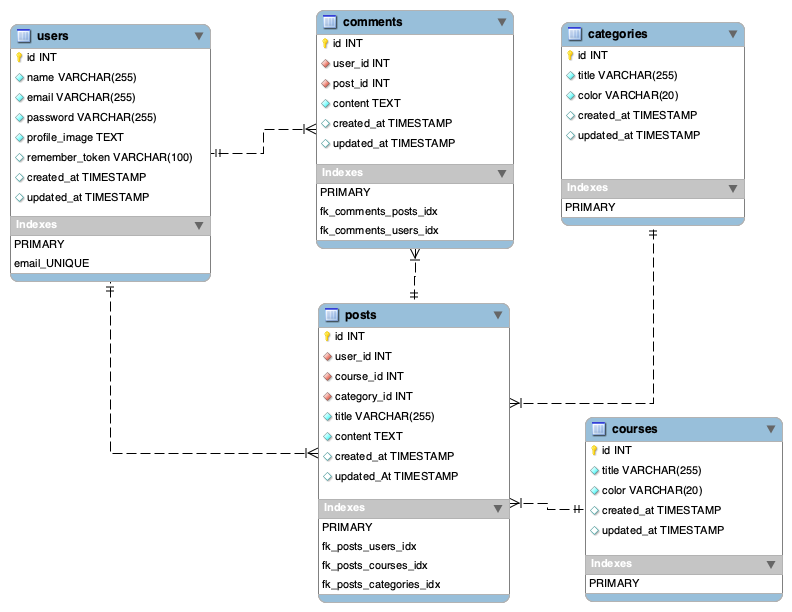 users
id INT
name VARCHAR(255)
email VARCHAR(255)
password VARCHAR(255)
profile_image TEXT
remember_token VARCHAR(100)
created_at TIMESTAMP
updated_at TIMESTAMP
Indexes
PRIMARY
email_UNIQUE
comments
id INT
user_id INT
post_id INT
content TEXT
created_at TIMESTAMP
updated_at TIMESTAMP
Indexes
PRIMARY
fk_comments_posts_idx
fk_comments_users_idx
categories
id INT
title VARCHAR(255)
color VARCHAR(20)
created_at TIMESTAMP
updated_at TIMESTAMP
Indexes
PRIMARY
posts
id INT
user_id INT
course_id INT
category_id INT
title VARCHAR(255)
content TEXT
created_at TIMESTAMP
updated_At TIMESTAMP
Indexes
PRIMARY
fk_posts_users_idx
fk_posts_courses_idx
fk_posts_categories_idx
courses
id INT
title VARCHAR(255)
color VARCHAR(20)
created_at TIMESTAMP
updated_at TIMESTAMP
Indexes
PRIMARY